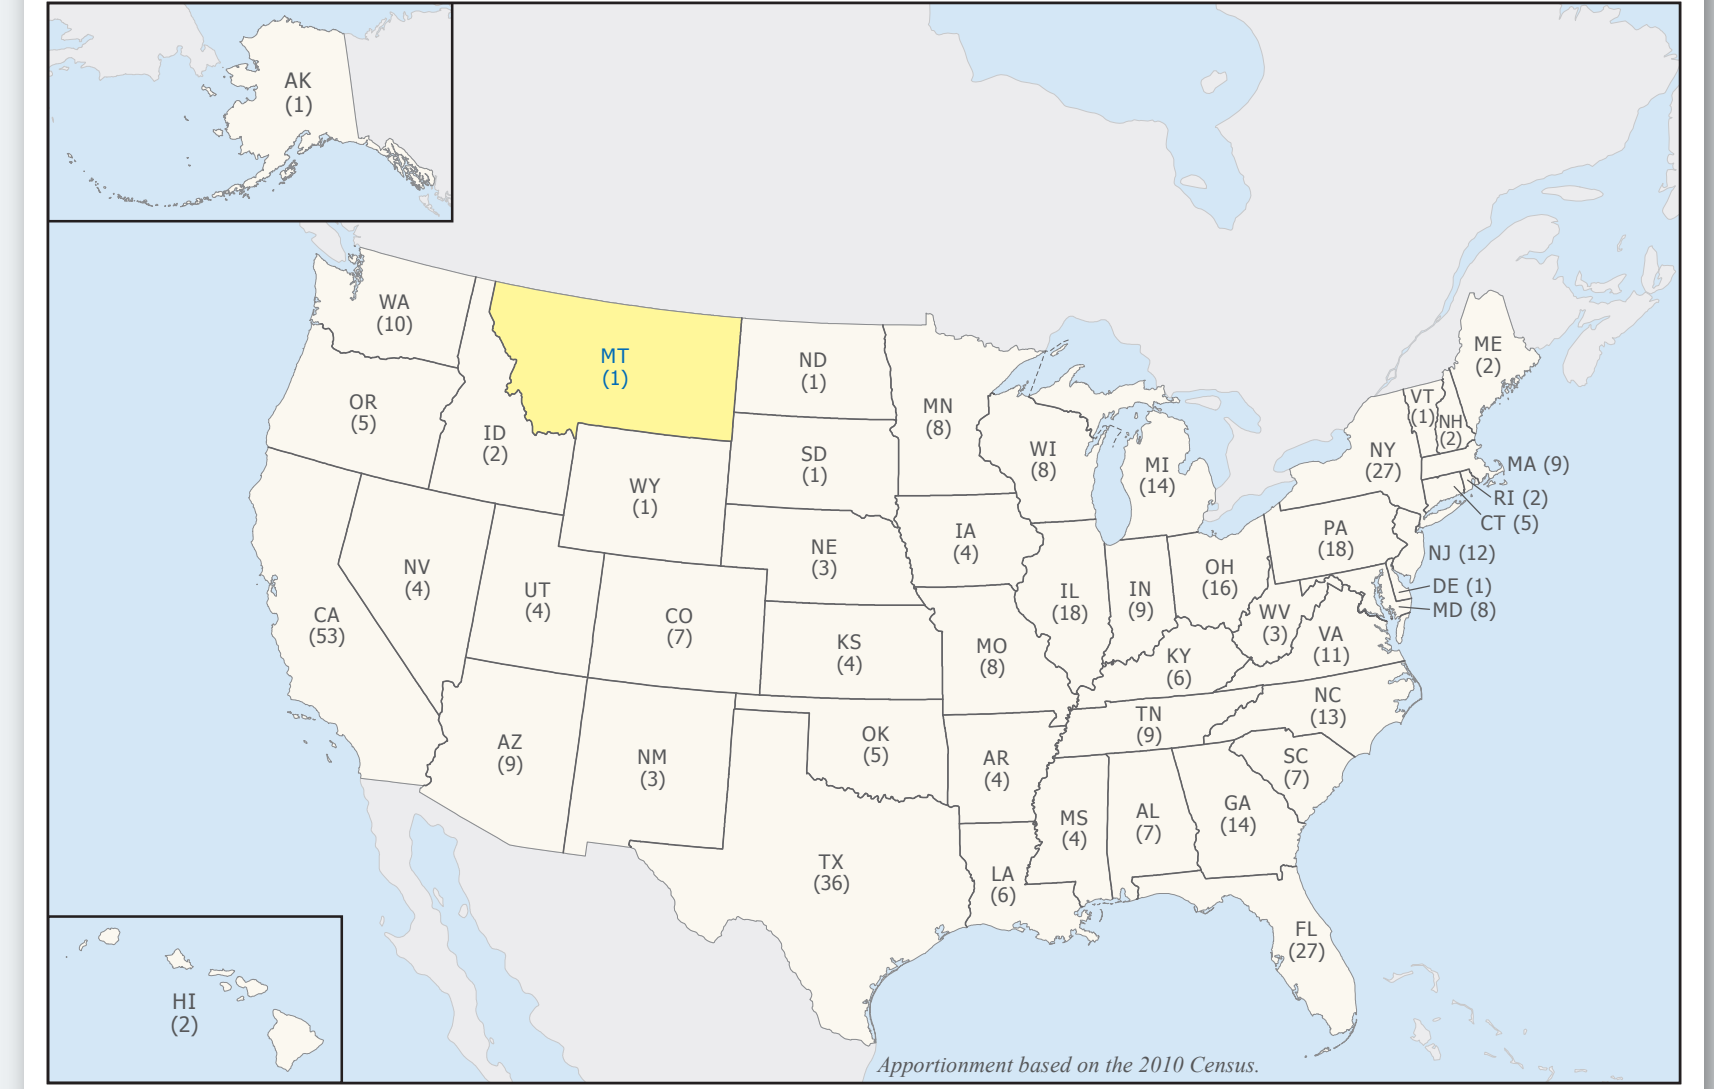 AK
(1)
WA
(10)
MT
(1)
ND
(1)
MN
(8)
ME
(2)
VT
(1)
NH
(2)
OR
(5)
ID
(2)
SD
(1)
WI
(8)
MI
(14)
NY
(27)
MA (9)
RI (2)
CT (5)
WY
(1)
IA
(4)
PA
(18)
NJ (12)
NE
(3)
NV
(4)
UT
(4)
IL
(18)
IN
(9)
OH
(16)
DE (1)
MD (8)
CA
(53)
CO
(7)
KS
(4)
MO
(8)
WV
(3)
VA
(11)
KY
(6)
NC
(13)
AZ
(9)
NM
(3)
OK
(5)
AR
(4)
TN
(9)
SC
(7)
TX
(36)
MS
(4)
AL
(7)
GA
(14)
LA
(6)
FL
(27)
HI
(2)
Apportionment based on the 2010 Census.